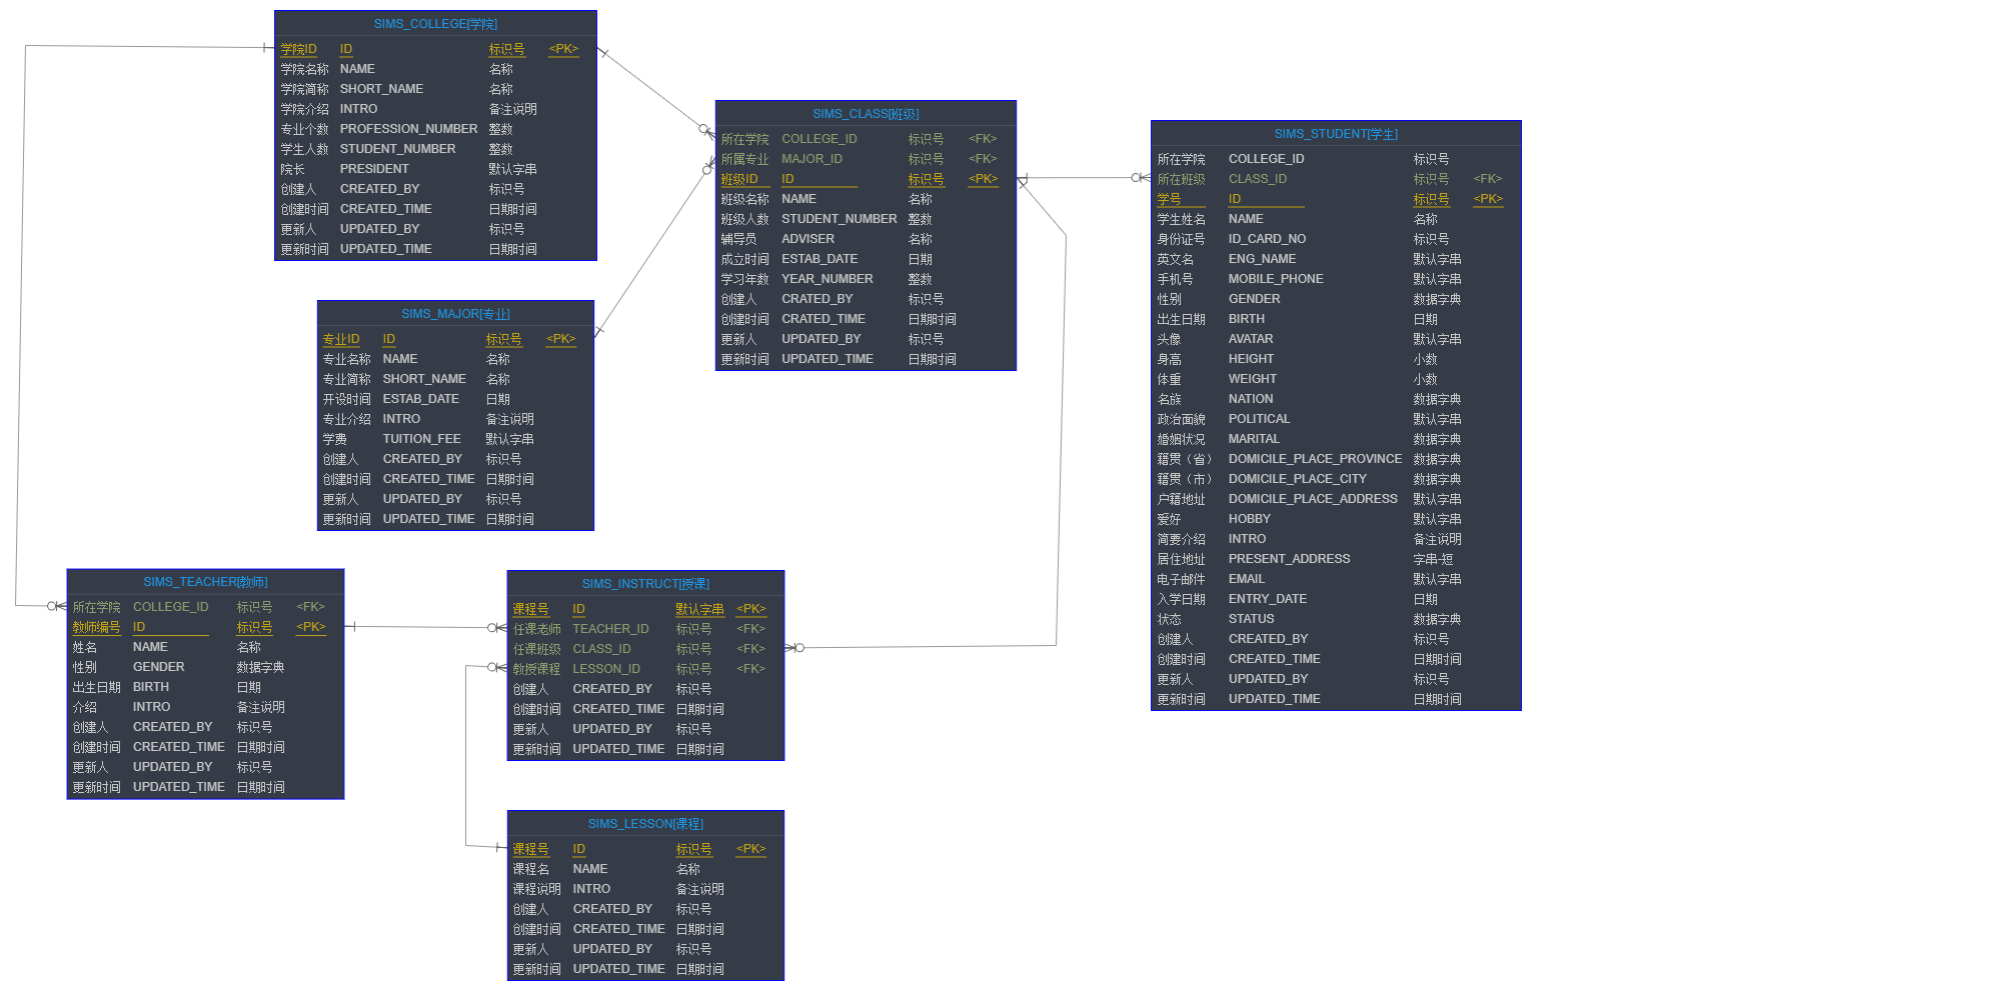 SIMS_COLLEGE[学院]
学院ID ID 标识号 <PK>
学院名称 NAME 名称
学院简称 SHORT_NAME 名称
学院介绍 INTRO 备注说明
专业个数 PROFESSION_NUMBER 整数
学生人数 STUDENT_NUMBER 整数
院长 PRESIDENT 默认字串
创建人 CREATED_BY 标识号
创建时间 CREATED_TIME 日期时间
更新人 UPDATED_BY 标识号
更新时间 UPDATED_TIME 日期时间
SIMS_MAJOR[专业]
专业ID ID 标识号 <PK>
专业名称 NAME 名称
专业简称 SHORT_NAME 名称
开设时间 ESTAB_DATE 日期
专业介绍 INTRO 备注说明
学费 TUITION_FEE 默认字串
创建人 CREATED_BY 标识号
创建时间 CREATED_TIME 日期时间
更新人 UPDATED_BY 标识号
更新时间 UPDATED_TIME 日期时间
SIMS_CLASS[班级]
所在学院 COLLEGE_ID 标识号 <FK>
所属专业 MAJOR_ID 标识号 <FK>
班级ID ID 标识号 <PK>
班级名称 NAME 名称
班级人数 STUDENT_NUMBER 整数
辅导员 ADVISER 名称
成立时间 ESTAB_DATE 日期
学习年数 YEAR_NUMBER 整数
创建人 CRATED_BY 标识号
创建时间 CRATED_TIME 日期时间
更新人 UPDATED_BY 标识号
更新时间 UPDATED_TIME 日期时间
SIMS_STUDENT[学生]
所在学院 COLLEGE_ID 标识号
所在班级 CLASS_ID 标识号 <FK>
学号 ID 标识号 <PK>
学生姓名 NAME 名称
身份证号 ID_CARD_NO 标识号
英文名 ENG_NAME 默认字串
手机号 MOBILE_PHONE 默认字串
性别 GENDER 数据字典
出生日期 BIRTH 日期
头像 AVATAR 默认字串
身高 HEIGHT 小数
体重 WEIGHT 小数
名族 NATION 数据字典
政治面貌 POLITICAL 默认字串
婚姻状况 MARITAL 数据字典
籍贯（省） DOMICILE_PLACE_PROVINCE 数据字典
籍贯（市） DOMICILE_PLACE_CITY 数据字典
户籍地址 DOMICILE_PLACE_ADDRESS 默认字串
爱好 HOBBY 默认字串
简要介绍 INTRO 备注说明
居住地址 PRESENT_ADDRESS 字串-短
电子邮件 EMAIL 默认字串
入学日期 ENTRY_DATE 日期
状态 STATUS 数据字典
创建人 CREATED_BY 标识号
创建时间 CREATED_TIME 日期时间
更新人 UPDATED_BY 标识号
更新时间 UPDATED_TIME 日期时间
SIMS_TEACHER[教师]
所在学院 COLLEGE_ID 标识号 <FK>
教师编号 ID 标识号 <PK>
姓名 NAME 名称
性别 GENDER 数据字典
出生日期 BIRTH 日期
介绍 INTRO 备注说明
创建人 CREATED_BY 标识号
创建时间 CREATED_TIME 日期时间
更新人 UPDATED_BY 标识号
更新时间 UPDATED_TIME 日期时间
SIMS_INSTRUCT[授课]
课程号 ID 默认字串 <PK>
任课老师 TEACHER_ID 标识号 <FK>
任课班级 CLASS_ID 标识号 <FK>
教授课程 LESSON_ID 标识号 <FK>
创建人 CREATED_BY 标识号
创建时间 CREATED_TIME 日期时间
更新人 UPDATED_BY 标识号
更新时间 UPDATED_TIME 日期时间
SIMS_LESSON[课程]
课程号 ID 标识号 <PK>
课程名 NAME 名称
课程说明 INTRO 备注说明
创建人 CREATED_BY 标识号
创建时间 CREATED_TIME 日期时间
更新人 UPDATED_BY 标识号
更新时间 UPDATED_TIME 日期时间